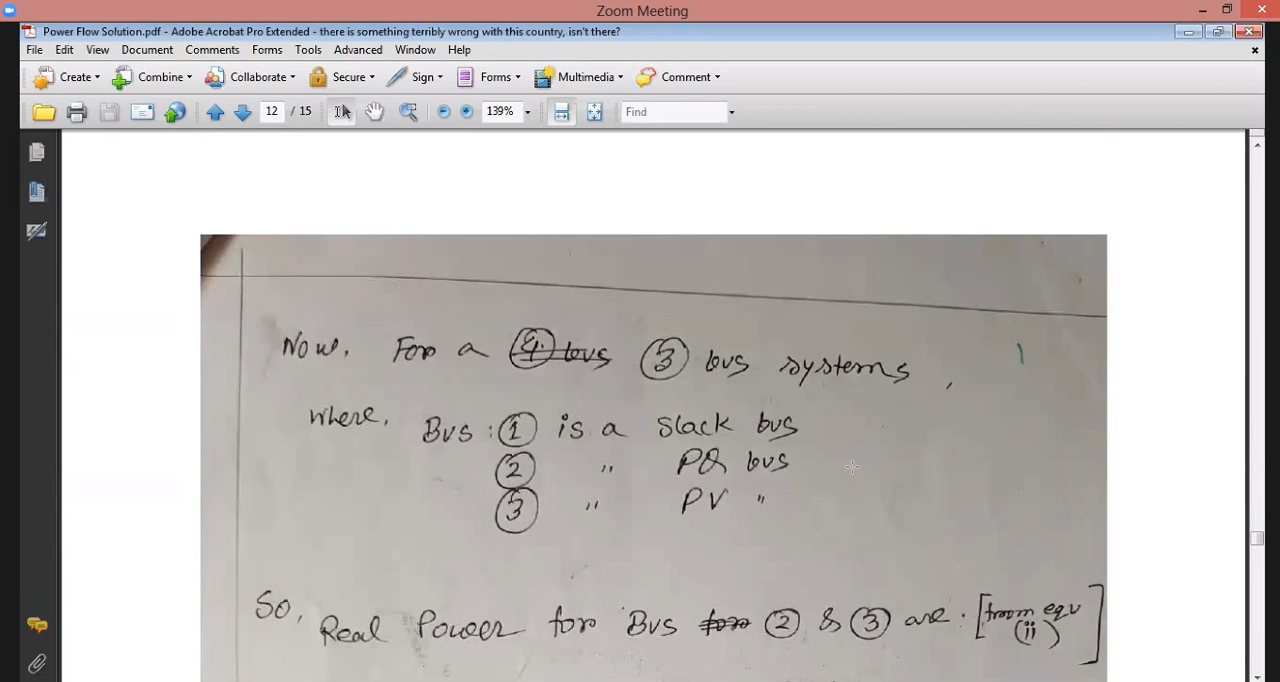 Zoom Meeting
Power Flow Solution.pdf - Adobe Acrobat Pro Extended - there is something terribly wrong with this country, isn't there?
File Edit View Document Comments Forms Tools Advanced Window Help
Create Combine Collaborate Secure Sign Forms Multimedia Comment
12 / 15 139% Find
Now, For a 4 bus 3 bus systems,
where, Bus : 1 is a Slack bus
2 " PQ bus
3 " PV "
So, Real Power for Bus for 2 & 3 are : [from equ
(ii)]